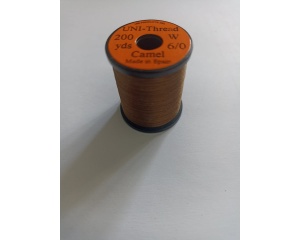 UNI-Thread
200 W
yds 6/0
Camel
Made in Japan